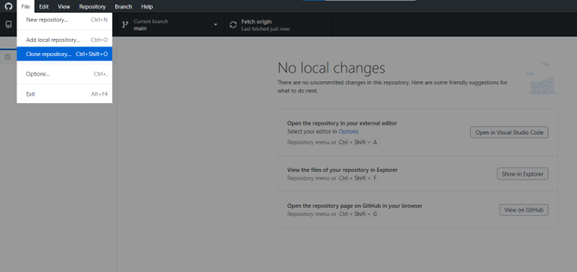 File Edit View Repository Branch Help
New repository... Ctrl+N
Add local repository... Ctrl+O
Clone repository... Ctrl+Shift+O
Options... Ctrl+,
Exit Alt+F4
Current branch
main
Fetch origin
Last fetched just now
No local changes
There are no uncommitted changes in this repository. Here are some friendly suggestions for
what to do next.
Open the repository in your external editor
Select your editor in Options
Repository menu or Ctrl + Shift + A
Open in Visual Studio Code
View the files of your repository in Explorer
Repository menu or Ctrl + Shift + F
Show in Explorer
Open the repository page on GitHub in your browser
Repository menu or Ctrl + Shift + G
View on GitHub